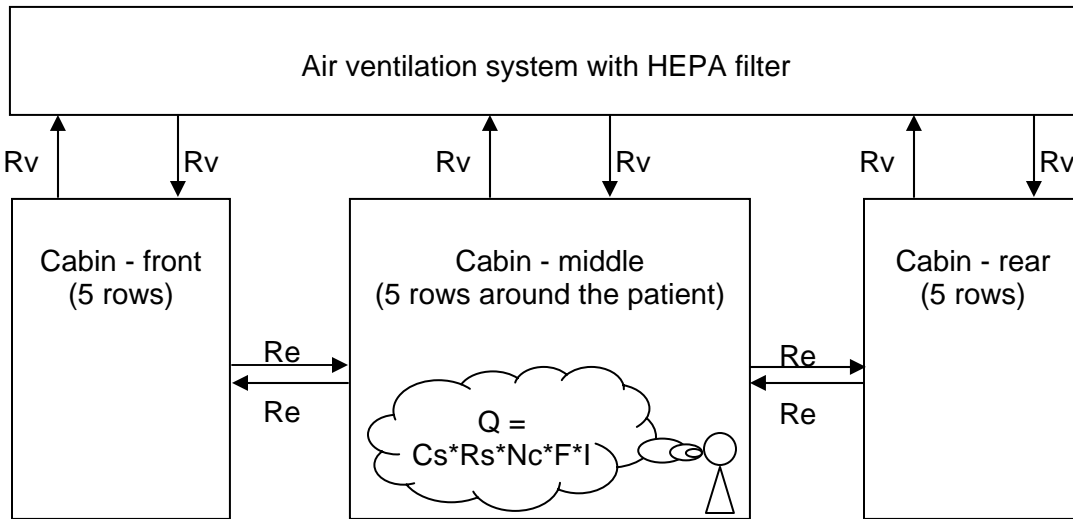 Air ventilation system with HEPA filter
Rv
Rv
Rv
Rv
Rv
Rv
Cabin - front
(5 rows)
Cabin - middle
(5 rows around the patient)
Cabin - rear
(5 rows)
Re
Re
Re
Re
Q =
Cs*Rs*Nc*F*I